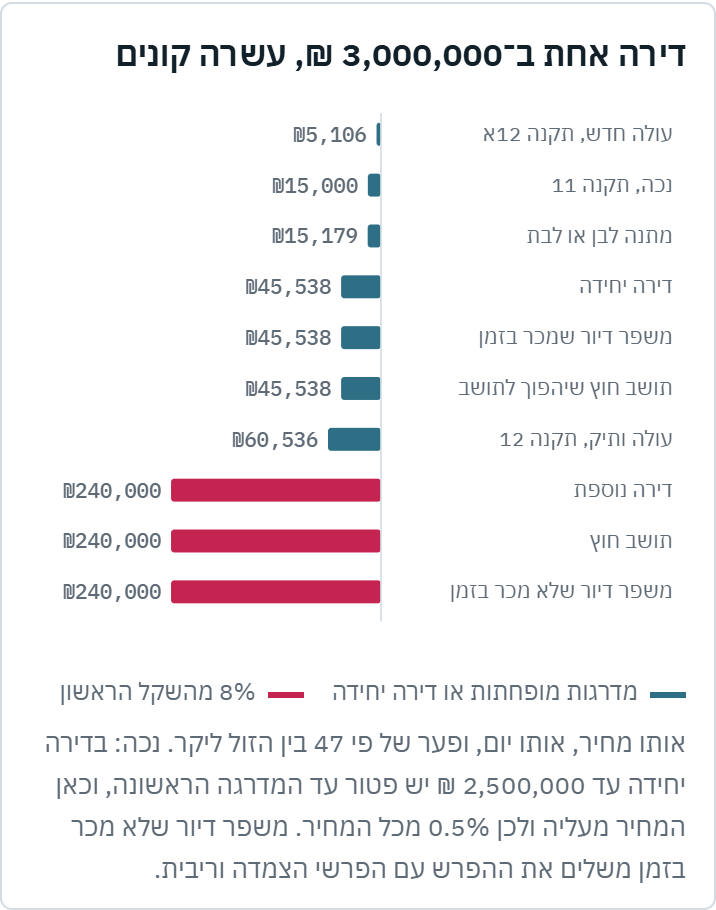 דירה אחת ב־3,000,000 ₪, עשרה קונים
עולה חדש, תקנה 12א ₪5,106
נכה, תקנה 11 ₪15,000
מתנה לבן או לבת ₪15,179
דירה יחידה ₪45,538
משפר דיור שמכר בזמן ₪45,538
תושב חוץ שיהפוך לתושב ₪45,538
עולה ותיק, תקנה 12 ₪60,536
דירה נוספת ₪240,000
תושב חוץ ₪240,000
משפר דיור שלא מכר בזמן ₪240,000
מדרגות מופחתות או דירה יחידה 8% מהשקל הראשון
אותו מחיר, אותו יום, ופער של פי 47 בין הזול ליקר. נכה: בדירה
יחידה עד 2,500,000 ₪ יש פטור עד המדרגה הראשונה, וכאן
המחיר מעליה ולכן 0.5% מכל המחיר. משפר דיור שלא מכר
בזמן משלים את ההפרש עם הפרשי הצמדה וריבית.